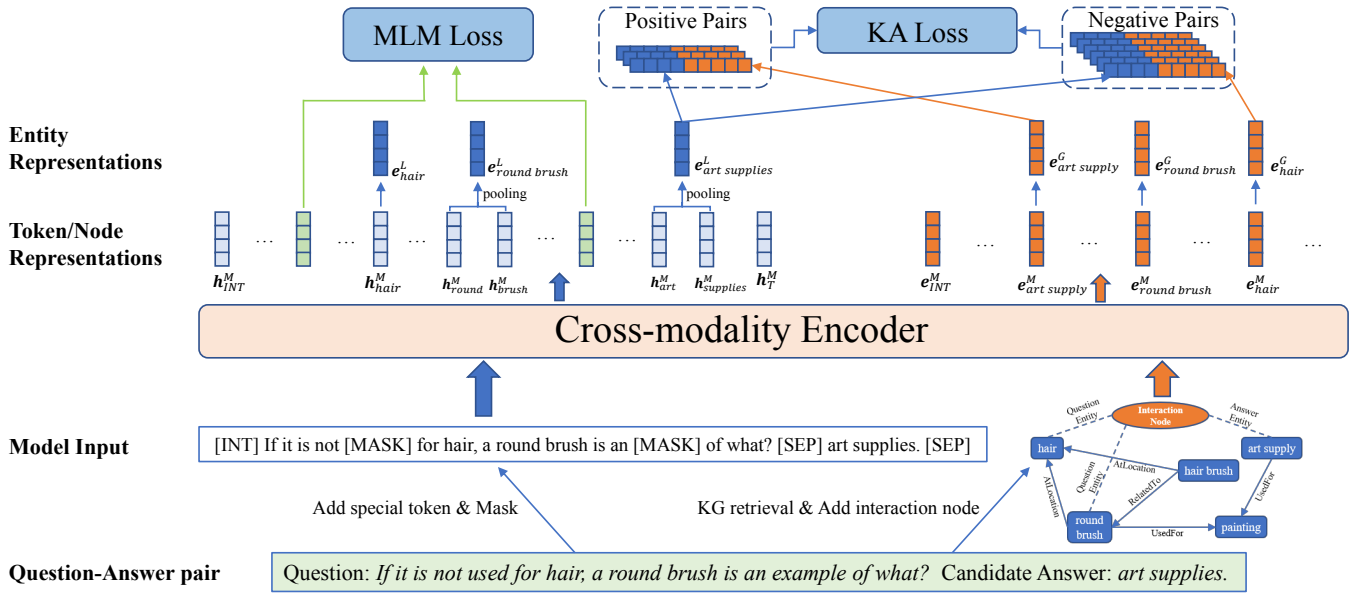 Positive Pairs
Negative Pairs
MLM Loss
KA Loss
Entity
Representations
e^L_hair
e^L_round brush
e^L_art supplies
e^G_art supply
e^G_round brush
e^G_hair
pooling
pooling
Token/Node
Representations
... ... ... ... ... ... ... ... ...
h^M_INT
h^M_hair
h^M_round
h^M_brush
h^M_art
h^M_supplies
h^M_T
e^M_INT
e^M_art supply
e^M_round brush
e^M_hair
Cross-modality Encoder
Model Input
[INT] If it is not [MASK] for hair, a round brush is an [MASK] of what? [SEP] art supplies. [SEP]
Interaction
Node
Question
Entity
Answer
Entity
hair
art supply
AtLocation
hair brush
Question
Entity
AtLocation
RelatedTo
UsedFor
round
brush
UsedFor
painting
Add special token & Mask
KG retrieval & Add interaction node
Question-Answer pair
Question: If it is not used for hair, a round brush is an example of what? Candidate Answer: art supplies.